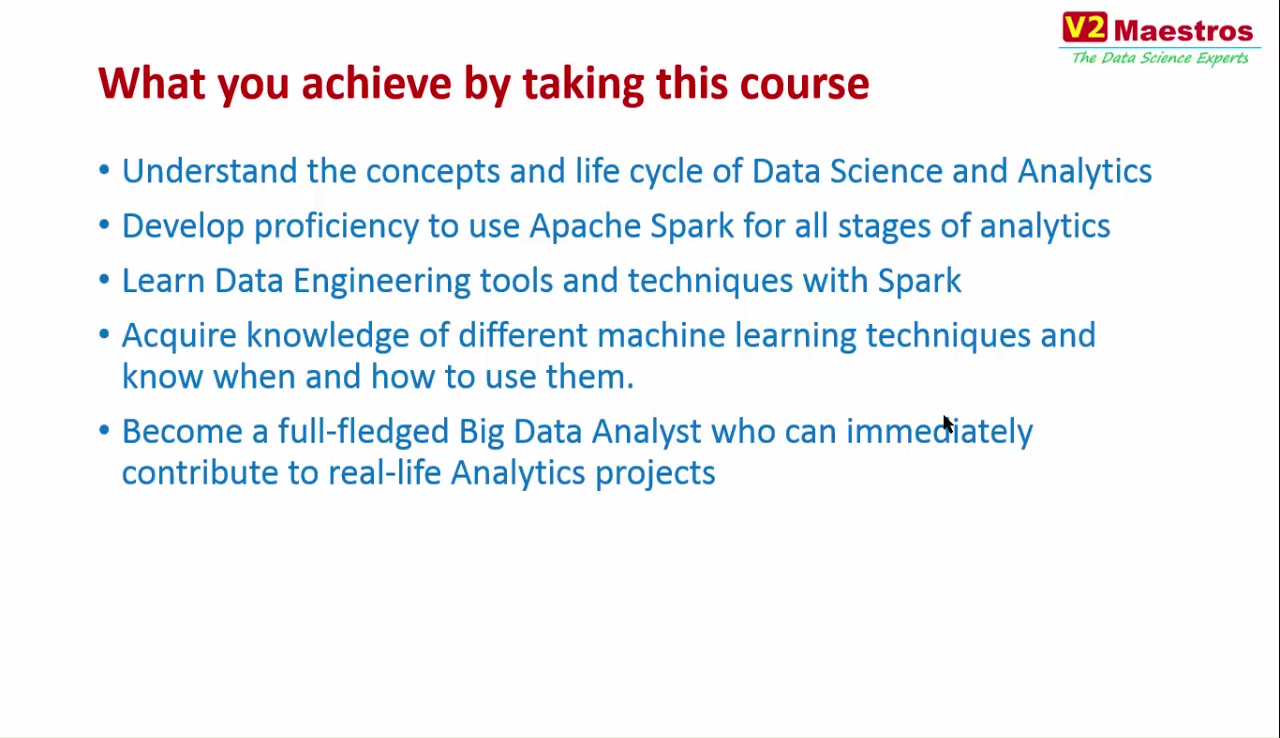 V2 Maestros
The Data Science Experts
What you achieve by taking this course
• Understand the concepts and life cycle of Data Science and Analytics
• Develop proficiency to use Apache Spark for all stages of analytics
• Learn Data Engineering tools and techniques with Spark
• Acquire knowledge of different machine learning techniques and
know when and how to use them.
• Become a full-fledged Big Data Analyst who can immediately
contribute to real-life Analytics projects